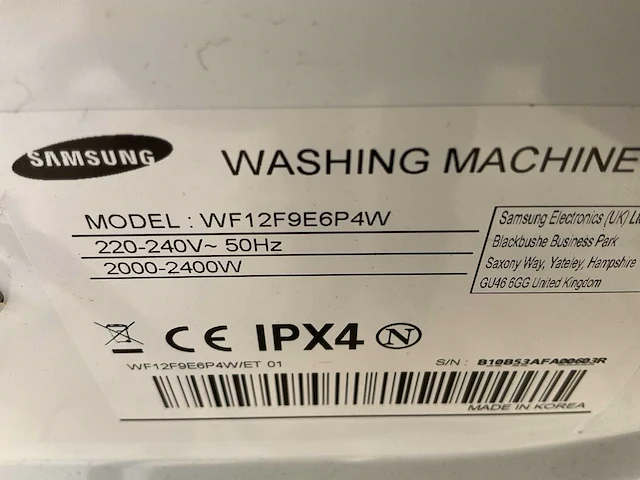 SAMSUNG
WASHING MACHINE
MODEL : WF12F9E6P4W
220-240V~ 50Hz
2000-2400W
Samsung Electronics (UK) Lt
Blackbushe Business Park
Saxony Way, Yateley, Hampshire
GU46 6GG United Kingdom
CE IPX4 N
WF12F9E6P4W/ET 01
S/N : B10B53AFA00603R
MADE IN KOREA